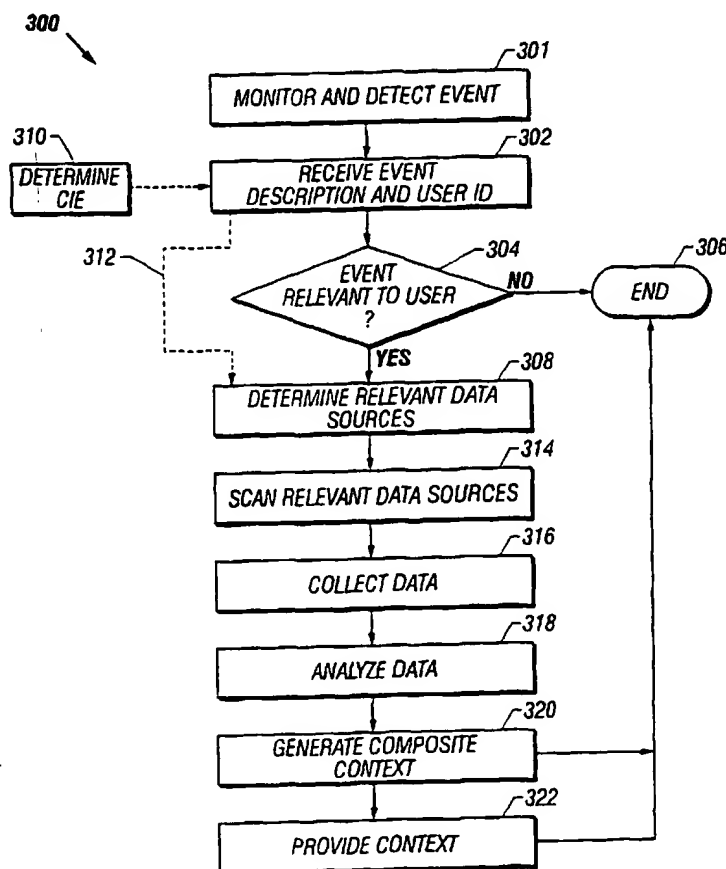 300
301
MONITOR AND DETECT EVENT
302
310
DETERMINE
CIE
RECEIVE EVENT
DESCRIPTION AND USER ID
312
304
306
EVENT
RELEVANT TO USER
?
NO
END
YES
308
DETERMINE RELEVANT DATA
SOURCES
314
SCAN RELEVANT DATA SOURCES
316
COLLECT DATA
318
ANALYZE DATA
320
GENERATE COMPOSITE
CONTEXT
322
PROVIDE CONTEXT